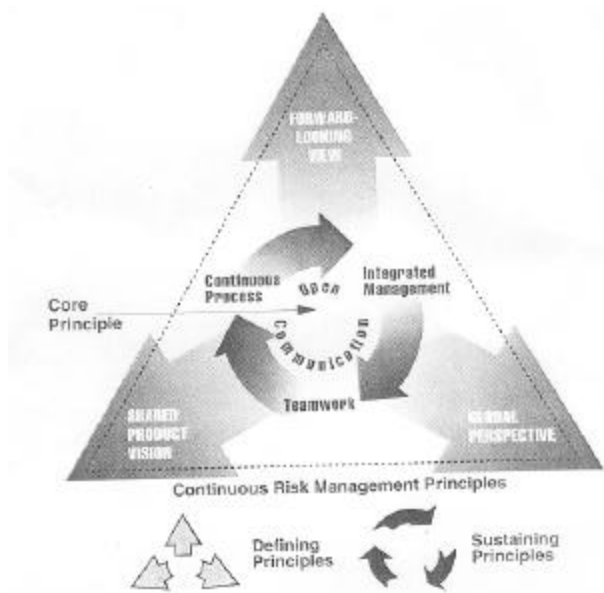 FORWARD-
LOOKING
VIEW
Continuous
Process
Open
Integrated
Management
Core
Principle
Communication
Teamwork
SHARED
PRODUCT
VISION
GLOBAL
PERSPECTIVE
Continuous Risk Management Principles
Defining
Principles
Sustaining
Principles